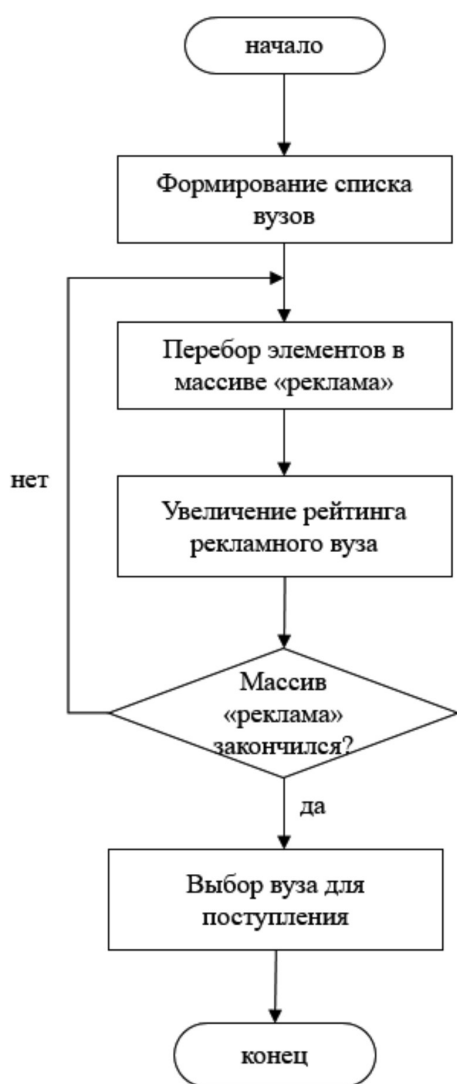 начало
Формирование списка
вузов
Перебор элементов в
массиве «реклама»
нет
Увеличение рейтинга
рекламного вуза
Массив
«реклама»
закончился?
да
Выбор вуза для
поступления
конец